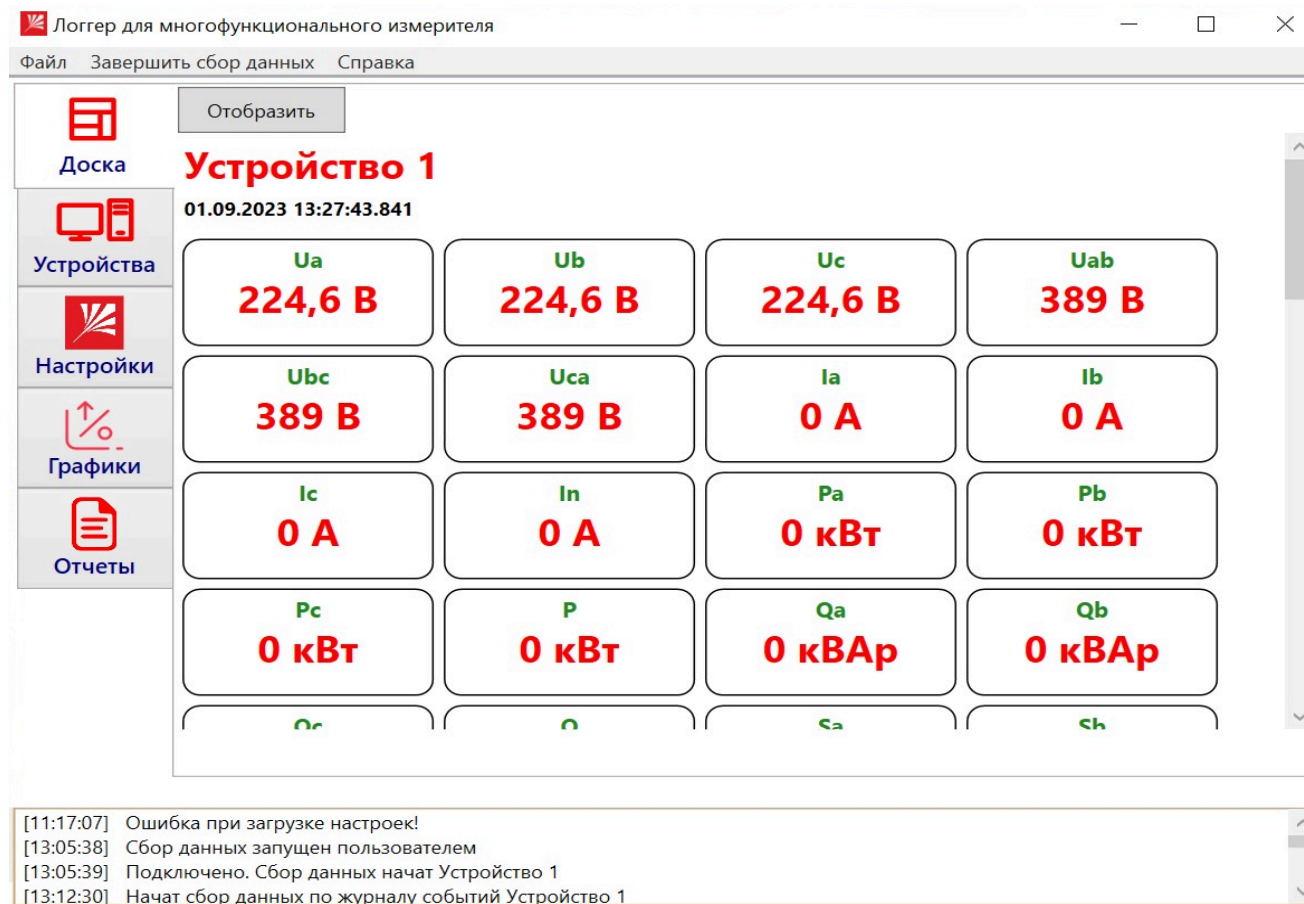 Логгер для многофункционального измерителя
Файл Завершить сбор данных Справка
Доска
Устройства
Настройки
Графики
Отчеты
Отобразить
Устройство 1
01.09.2023 13:27:43.841
Ua Ub Uc Uab
224,6 В 224,6 В 224,6 В 389 В
Ubc Uca Ia Ib
389 В 389 В 0 А 0 А
Ic In Pa Pb
0 А 0 А 0 кВт 0 кВт
Pc P Qa Qb
0 кВт 0 кВт 0 кВАр 0 кВАр
Qc Q Sa Sb
[11:17:07] Ошибка при загрузке настроек!
[13:05:38] Сбор данных запущен пользователем
[13:05:39] Подключено. Сбор данных начат Устройство 1
[13:12:30] Начат сбор данных по журналу событий Устройство 1